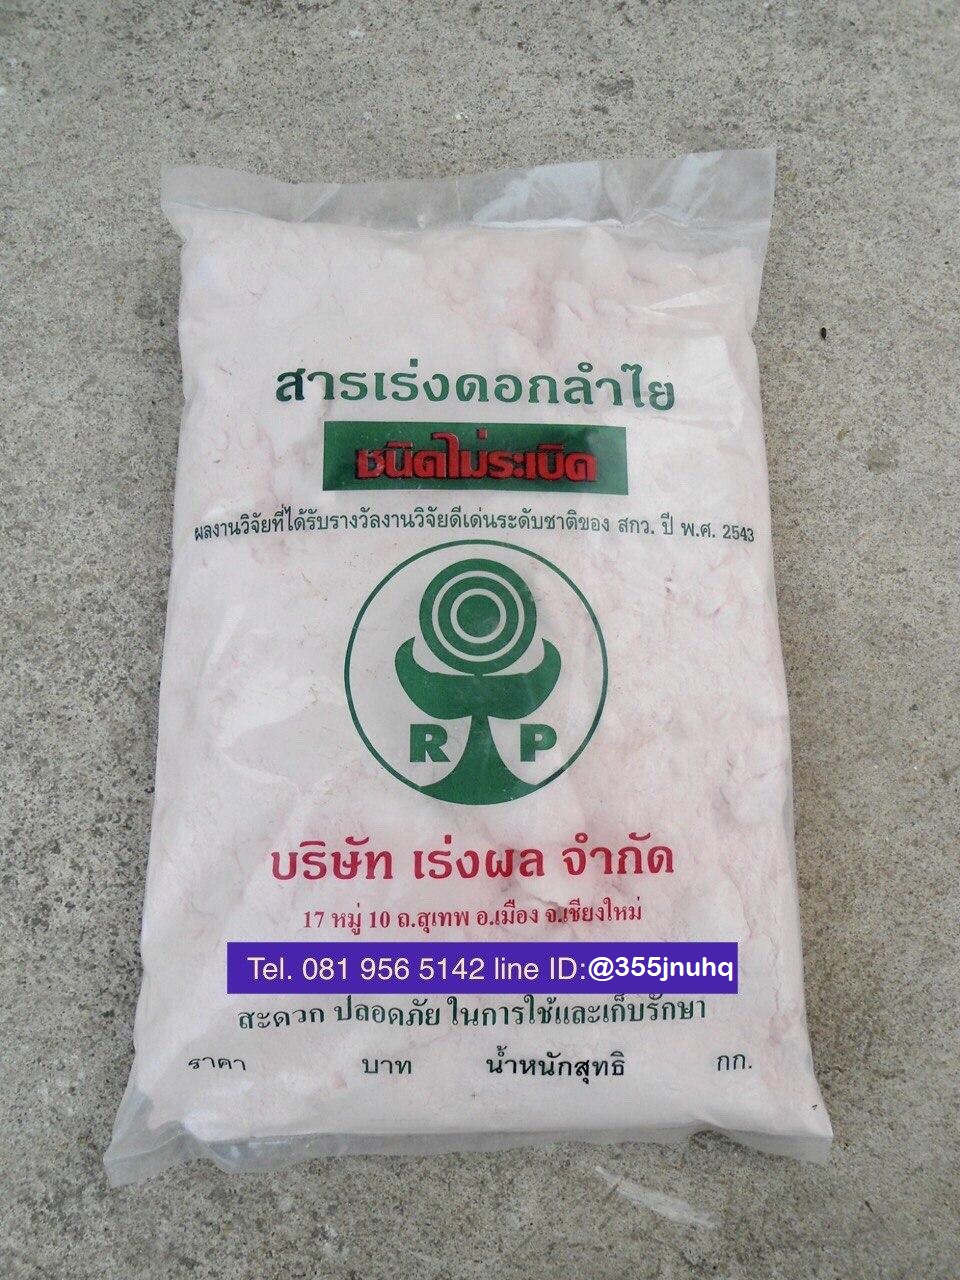 สารเร่งดอกลำไย
ชนิดไม่ระเบิด
ผลงานวิจัยที่ได้รับรางวัลงานวิจัยดีเด่นระดับชาติของ สกว. ปี พ.ศ. 2543
R P
บริษัท เร่งผล จำกัด
17 หมู่ 10 ถ.สุเทพ อ.เมือง จ.เชียงใหม่
Tel. 081 956 5142 line ID:@355jnuhq
สะดวก ปลอดภัย ในการใช้และเก็บรักษา
ราคา บาท น้ำหนักสุทธิ กก.